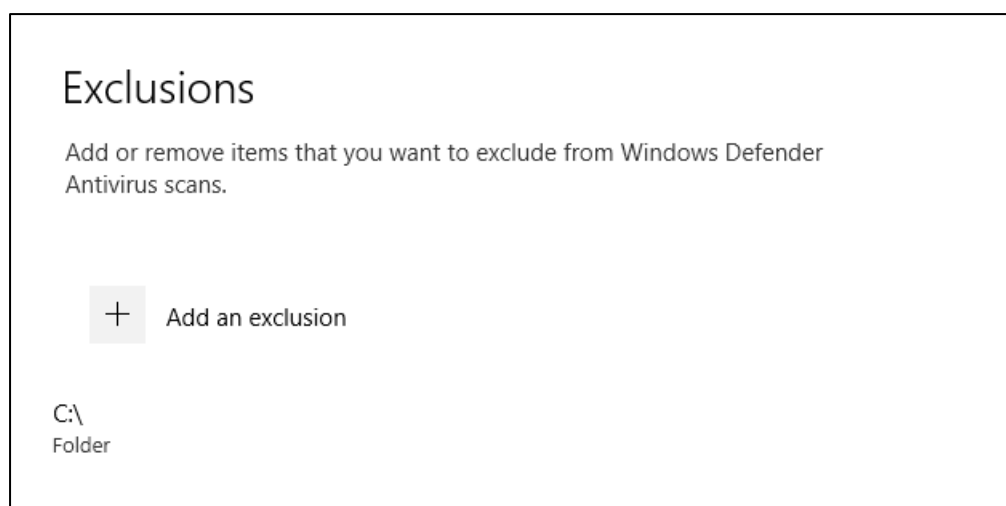 Exclusions
Add or remove items that you want to exclude from Windows Defender
Antivirus scans.
Add an exclusion
C:\
Folder